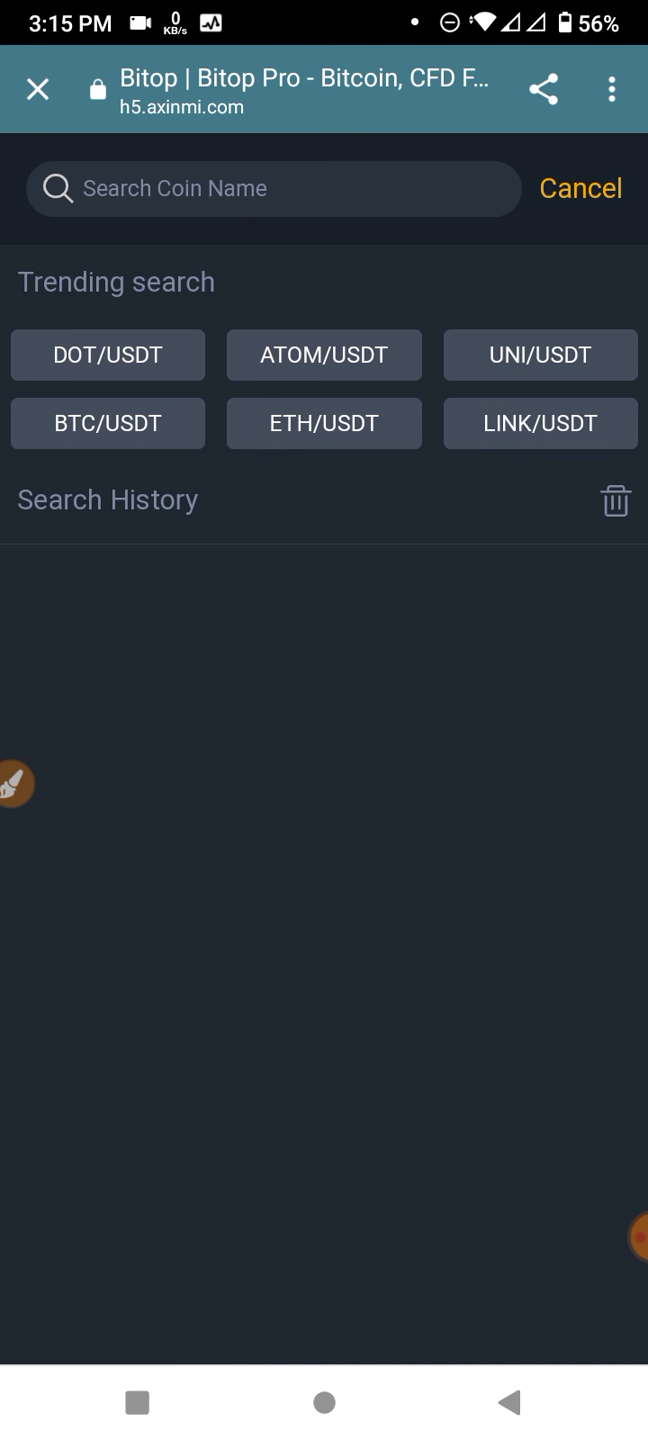 3:15 PM 0 KB/s 56%
Bitop | Bitop Pro - Bitcoin, CFD F...
h5.axinmi.com
Search Coin Name Cancel
Trending search
DOT/USDT ATOM/USDT UNI/USDT
BTC/USDT ETH/USDT LINK/USDT
Search History